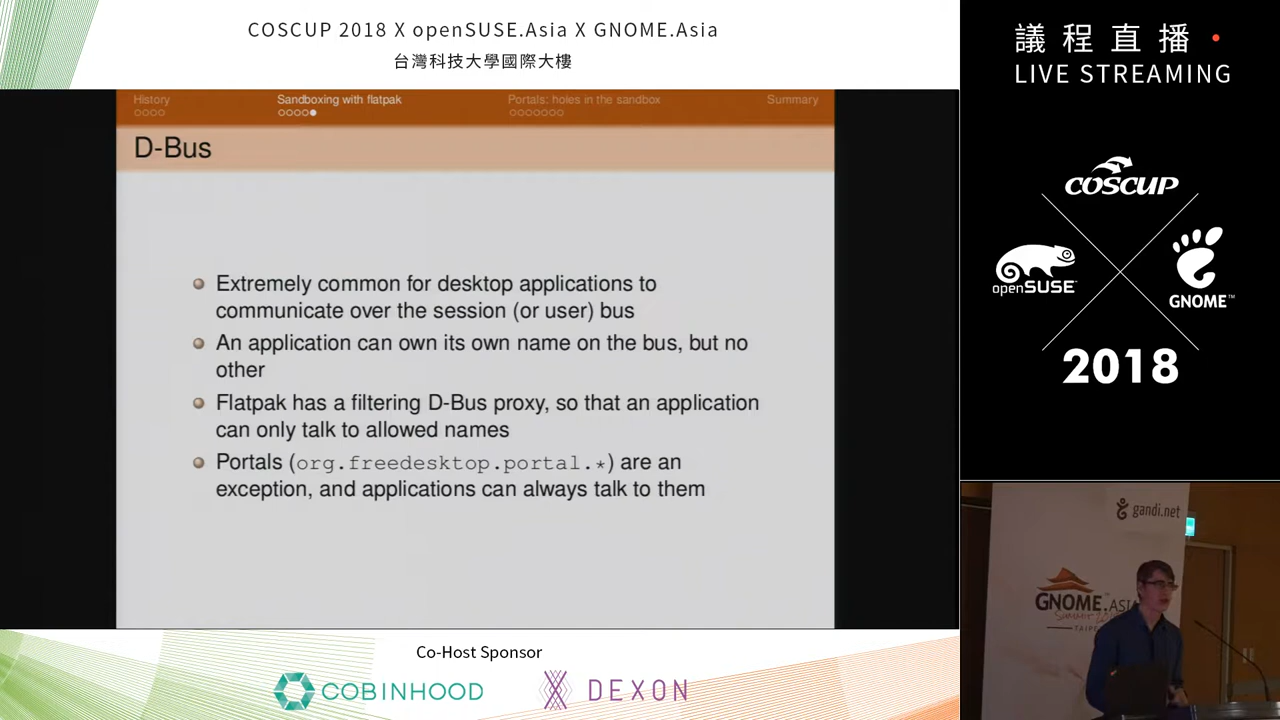 COSCUP 2018 X openSUSE.Asia X GNOME.Asia
台灣科技大學國際大樓
議程直播
LIVE STREAMING
History
Sandboxing with flatpak
Portals: holes in the sandbox
Summary
D-Bus
Extremely common for desktop applications to
communicate over the session (or user) bus
An application can own its own name on the bus, but no
other
Flatpak has a filtering D-Bus proxy, so that an application
can only talk to allowed names
Portals (org.freedesktop.portal.*) are an
exception, and applications can always talk to them
COSCUP
openSUSE
GNOME™
2018
gandi.net
GNOME.ASIA
Co-Host Sponsor
COBINHOOD
DEXON